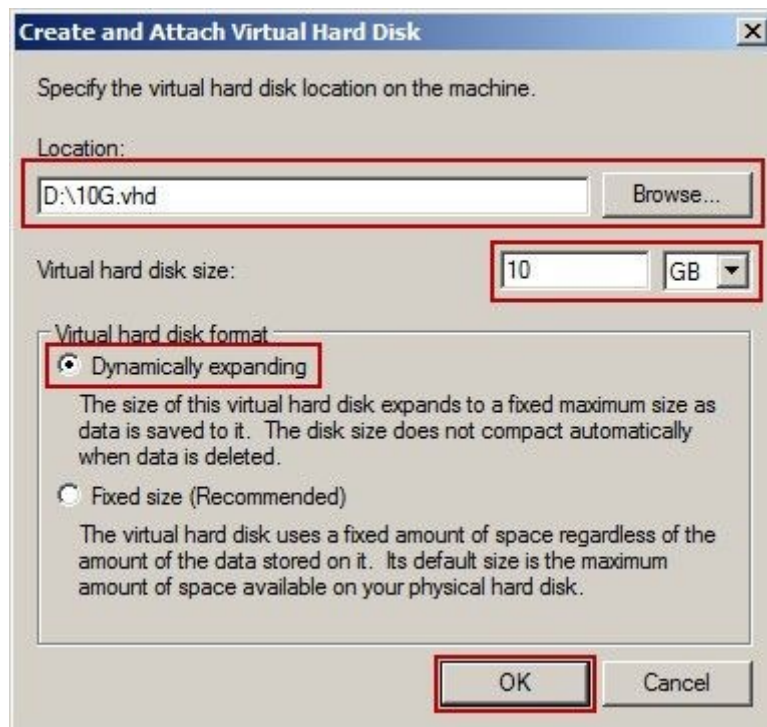 Create and Attach Virtual Hard Disk
Specify the virtual hard disk location on the machine.
Location:
D:\10G.vhd Browse...
Virtual hard disk size: 10 GB
Virtual hard disk format
Dynamically expanding
The size of this virtual hard disk expands to a fixed maximum size as
data is saved to it.  The disk size does not compact automatically
when data is deleted.
Fixed size (Recommended)
The virtual hard disk uses a fixed amount of space regardless of the
amount of the data stored on it.  Its default size is the maximum
amount of space available on your physical hard disk.
OK Cancel